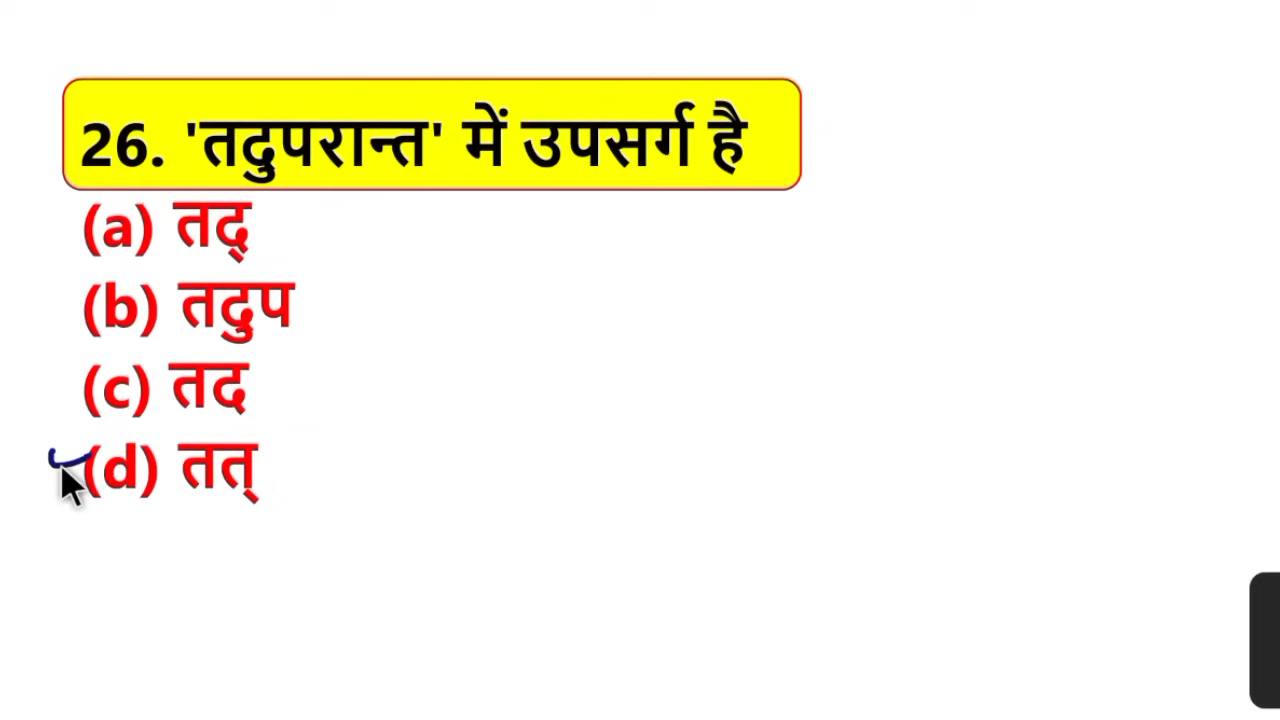 26. 'तदुपरान्त' में उपसर्ग है
(a) तद्
(b) तदुप
(c) तद
(d) तत्